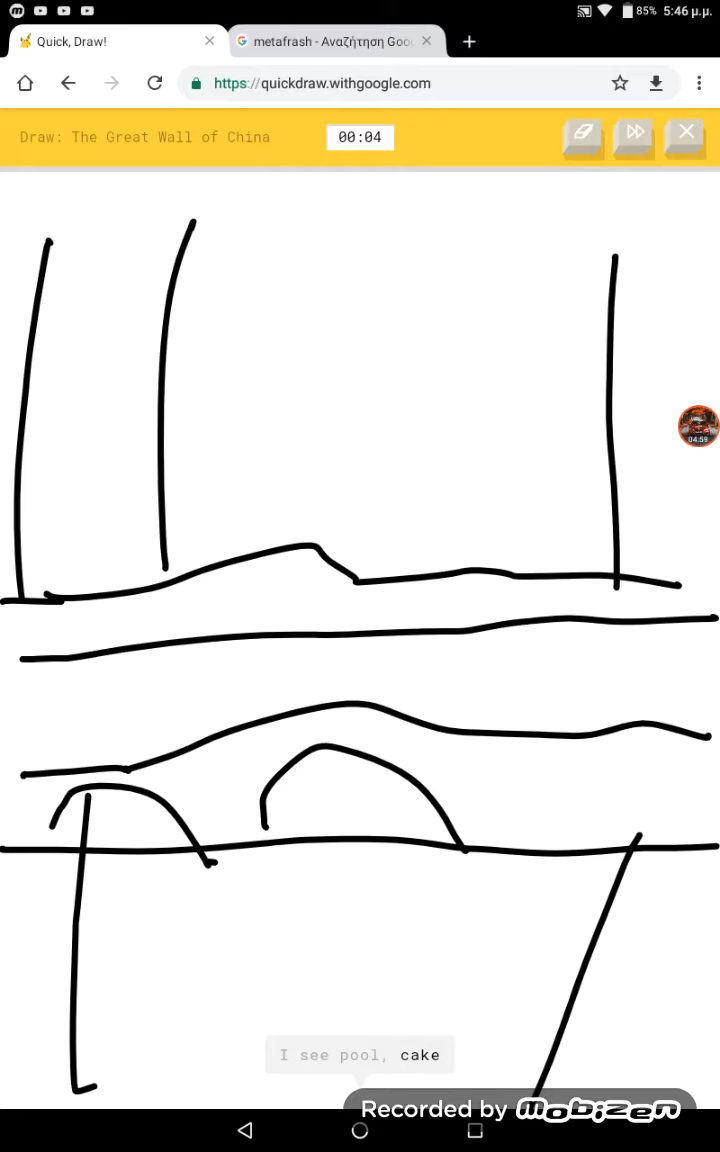 85% 5:46 μ.μ.
Quick, Draw!
metafrash - Αναζήτηση Goo
https://quickdraw.withgoogle.com
Draw: The Great Wall of China
00:04
04:59
I see pool, cake
Recorded by mobizen